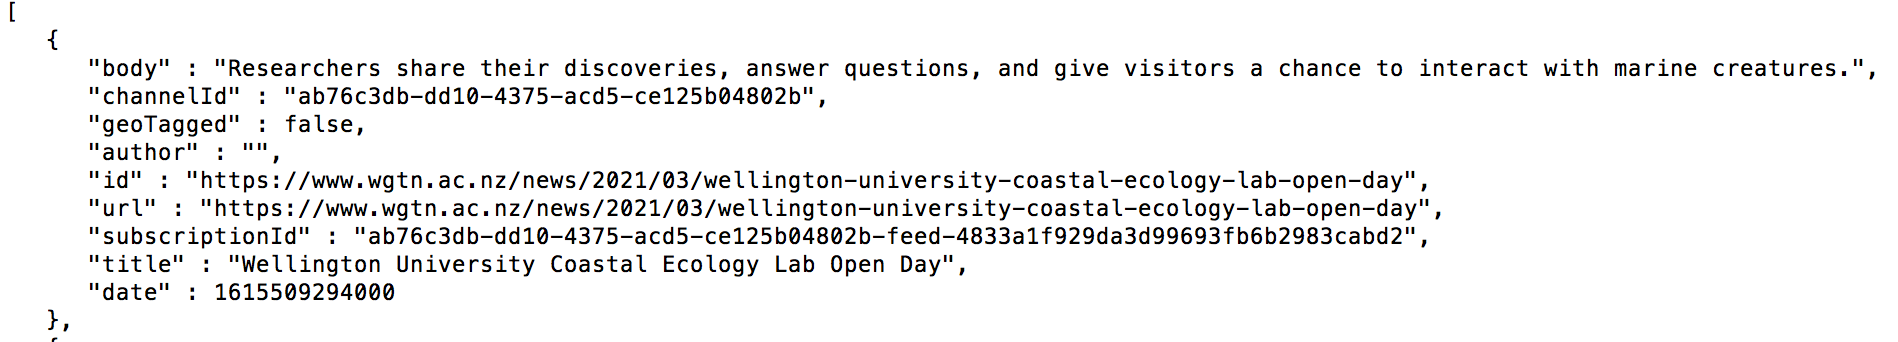 [
{
"body" : "Researchers share their discoveries, answer questions, and give visitors a chance to interact with marine creatures.",
"channelId" : "ab76c3db-dd10-4375-acd5-ce125b04802b",
"geoTagged" : false,
"author" : "",
"id" : "https://www.wgtn.ac.nz/news/2021/03/wellington-university-coastal-ecology-lab-open-day",
"url" : "https://www.wgtn.ac.nz/news/2021/03/wellington-university-coastal-ecology-lab-open-day",
"subscriptionId" : "ab76c3db-dd10-4375-acd5-ce125b04802b-feed-4833a1f929da3d99693fb6b2983cabd2",
"title" : "Wellington University Coastal Ecology Lab Open Day",
"date" : 1615509294000
},
{